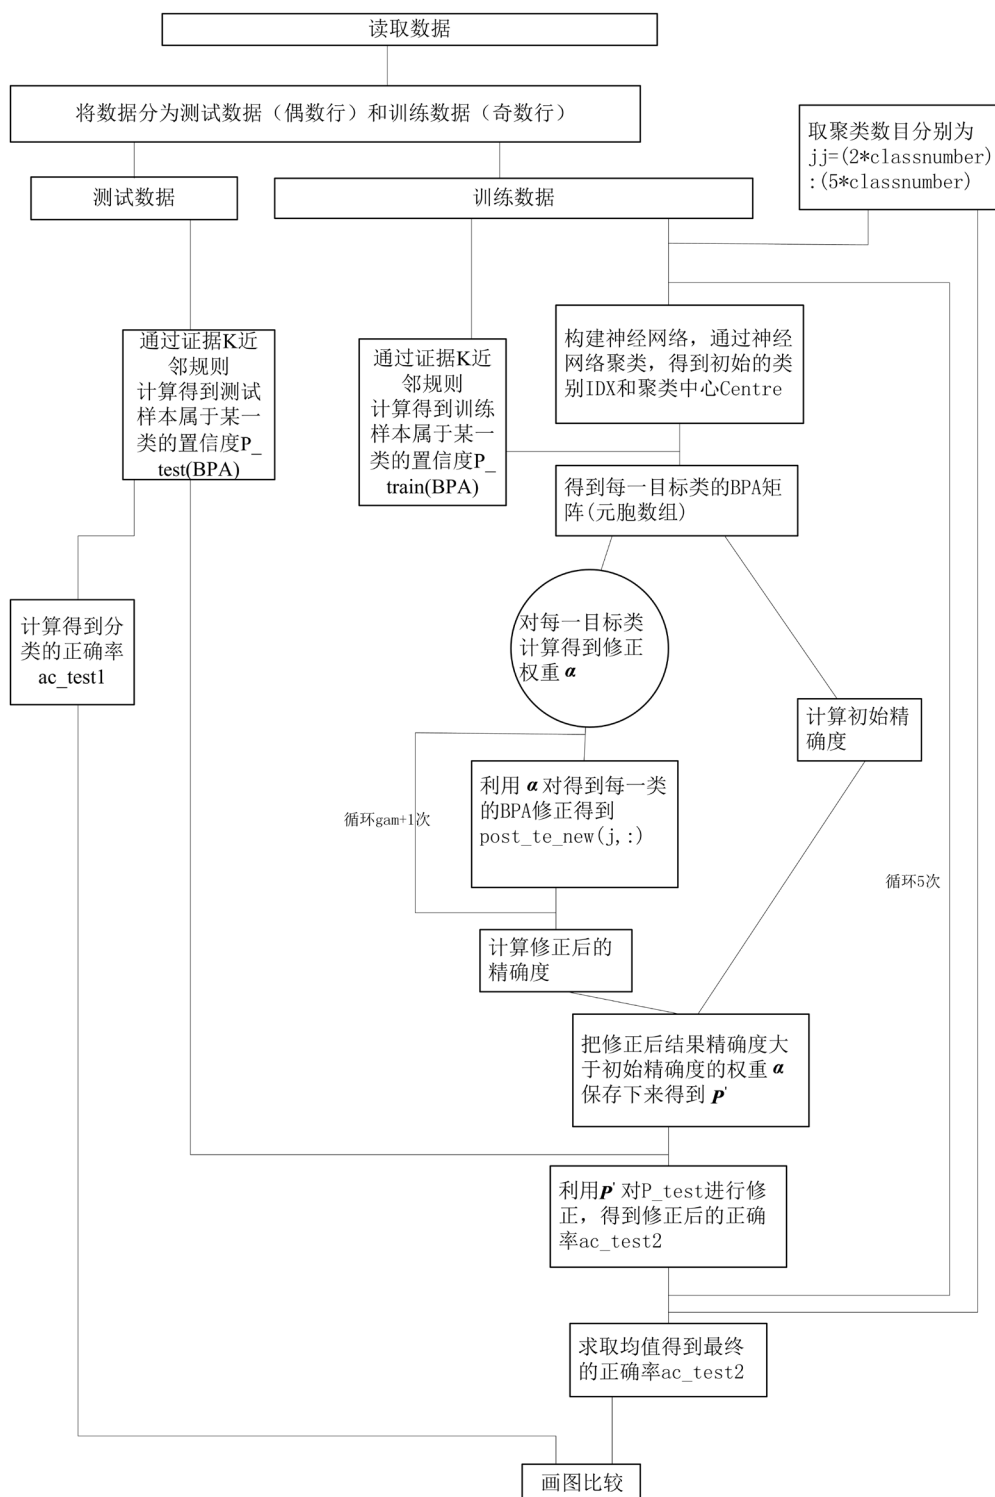 读取数据
将数据分为测试数据（偶数行）和训练数据（奇数行）
取聚类数目分别为
jj=(2*classnumber)
:(5*classnumber)
测试数据
训练数据
通过证据K近
邻规则
计算得到测试
样本属于某一
类的置信度P_
test(BPA)
通过证据K近
邻规则
计算得到训练
样本属于某一
类的置信度P_
train(BPA)
构建神经网络，通过神经
网络聚类，得到初始的类
别IDX和聚类中心Centre
得到每一目标类的BPA矩
阵(元胞数组)
计算得到分
类的正确率
ac_test1
对每一目标类
计算得到修正
权重α
计算初始精
确度
利用α对得到每一类
的BPA修正得到
post_te_new(j,:)
循环gam+1次
循环5次
计算修正后的
精确度
把修正后结果精确度大
于初始精确度的权重α
保存下来得到P'
利用P'对P_test进行修
正，得到修正后的正确
率ac_test2
求取均值得到最终
的正确率ac_test2
画图比较